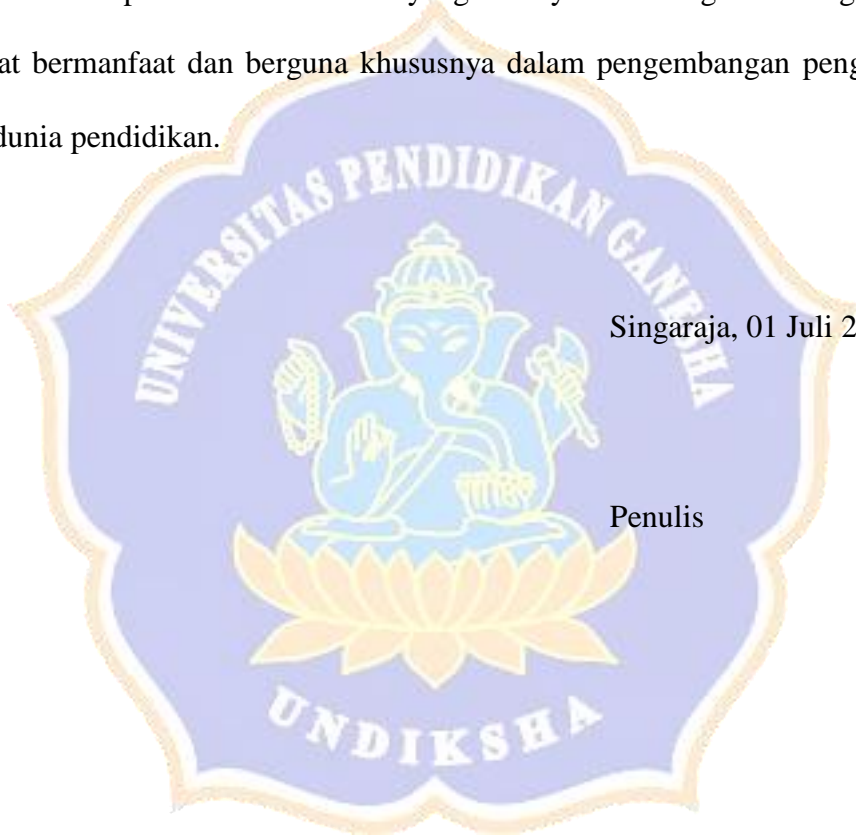 at bermanfaat dan berguna khususnya dalam pengembangan peng
dunia pendidikan.
UNIVERSITAS PENDIDIKAN GANESHA
Singaraja, 01 Juli 2
Penulis
UNDIKSHA